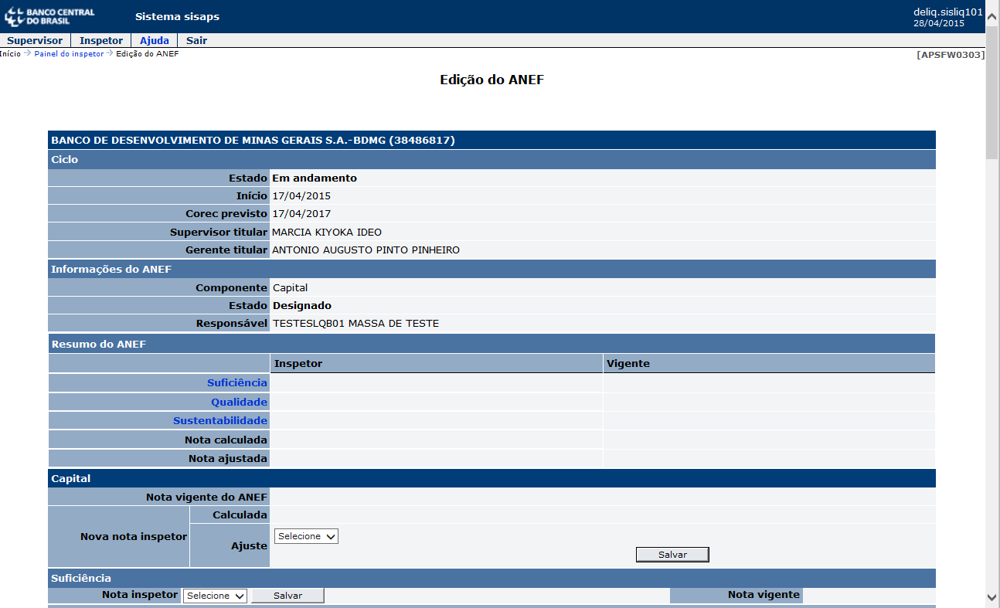 BANCO CENTRAL
DO BRASIL
Sistema sisaps
deliq.sisliq101
28/04/2015
Supervisor Inspetor Ajuda Sair
Início Painel do inspetor Edição do ANEF
[APSFW0303]
Edição do ANEF
BANCO DE DESENVOLVIMENTO DE MINAS GERAIS S.A.-BDMG (38486817)
Ciclo
Estado Em andamento
Início 17/04/2015
Corec previsto 17/04/2017
Supervisor titular MARCIA KIYOKA IDEO
Gerente titular ANTONIO AUGUSTO PINTO PINHEIRO
Informações do ANEF
Componente Capital
Estado Designado
Responsável TESTESLQB01 MASSA DE TESTE
Resumo do ANEF
Inspetor Vigente
Suficiência
Qualidade
Sustentabilidade
Nota calculada
Nota ajustada
Capital
Nota vigente do ANEF
Nova nota inspetor
Calculada
Ajuste Selecione
Salvar
Suficiência
Nota inspetor Selecione Salvar Nota vigente